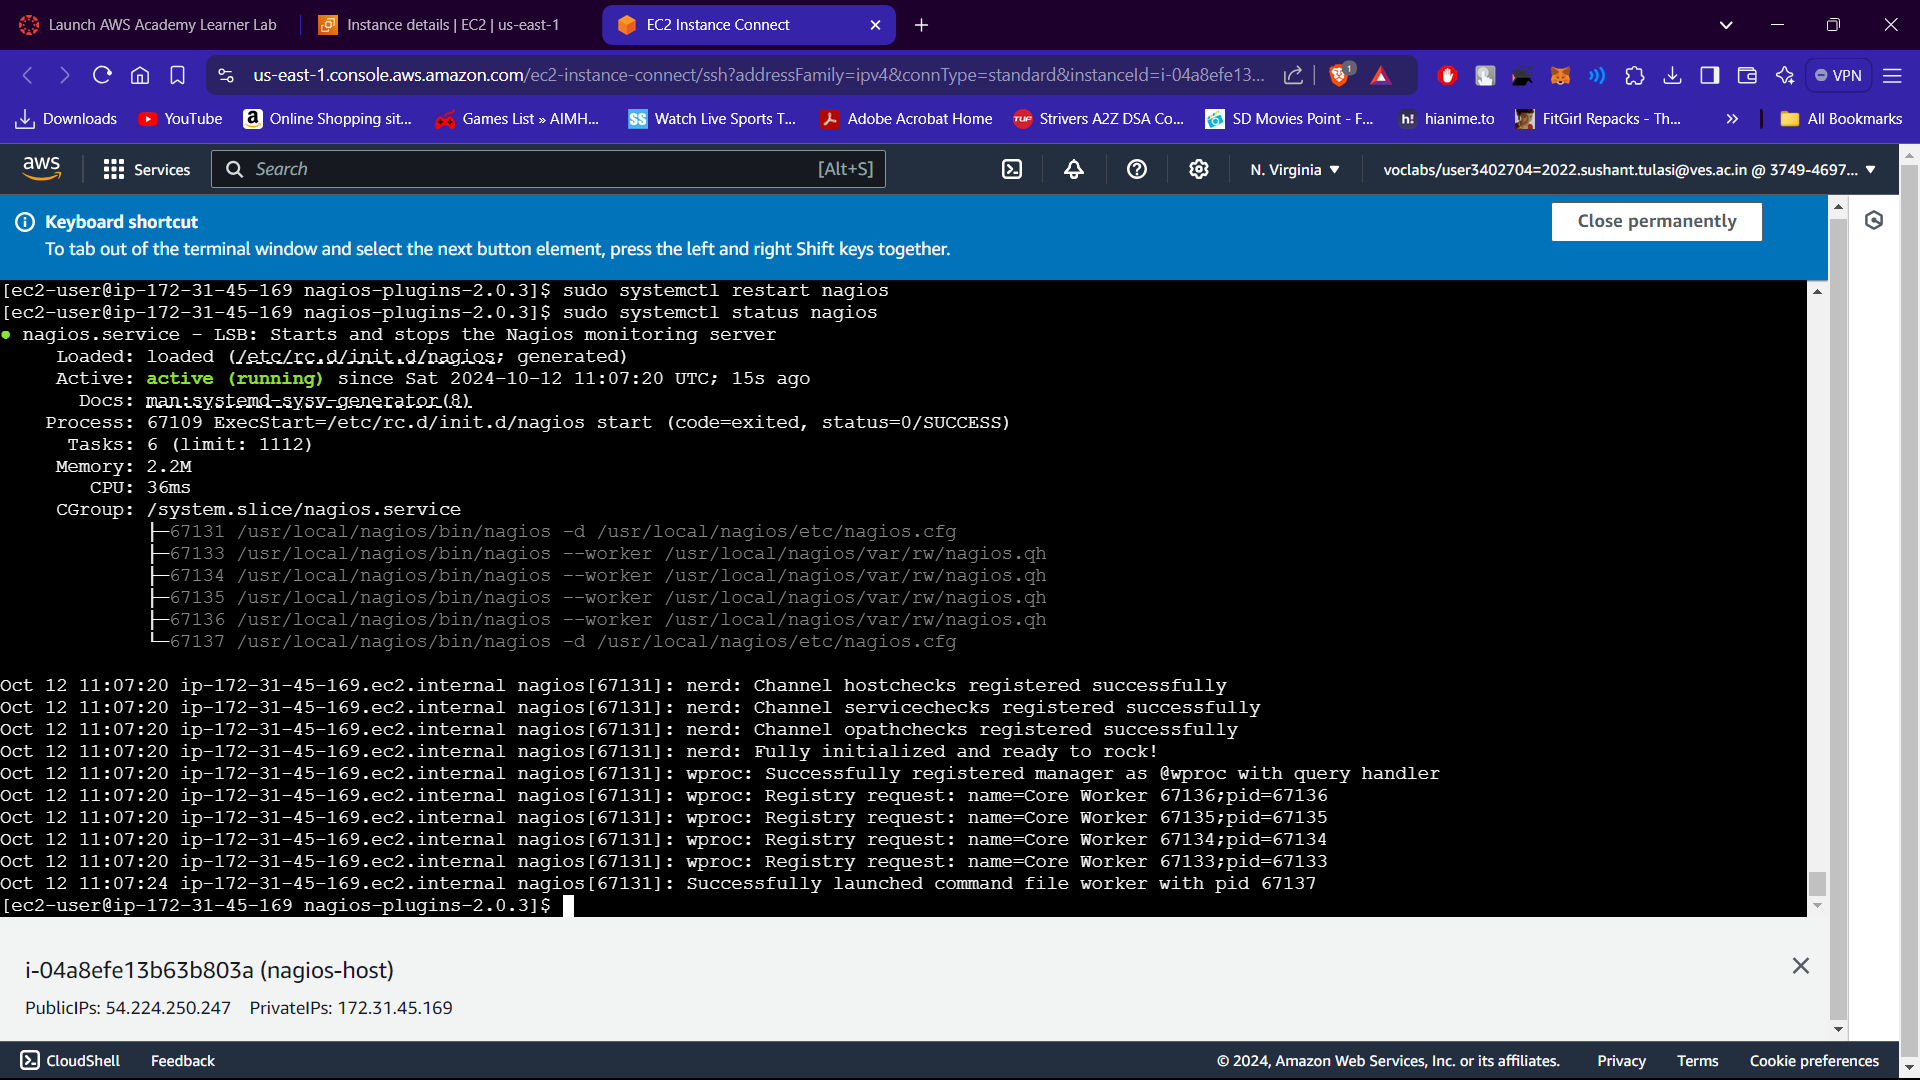 Launch AWS Academy Learner Lab
Instance details | EC2 | us-east-1
EC2 Instance Connect
us-east-1.console.aws.amazon.com/ec2-instance-connect/ssh?addressFamily=ipv4&connType=standard&instanceId=i-04a8efe13...
1
VPN
Downloads
YouTube
Online Shopping sit...
Games List » AIMH...
SS Watch Live Sports T...
Adobe Acrobat Home
TUF Strivers A2Z DSA Co...
SD Movies Point - F...
h! hianime.to
FitGirl Repacks - Th...
»
All Bookmarks
aws
Services
Search
[Alt+S]
N. Virginia
voclabs/user3402704=2022.sushant.tulasi@ves.ac.in @ 3749-4697...
Keyboard shortcut
To tab out of the terminal window and select the next button element, press the left and right Shift keys together.
Close permanently
[ec2-user@ip-172-31-45-169 nagios-plugins-2.0.3]$ sudo systemctl restart nagios
[ec2-user@ip-172-31-45-169 nagios-plugins-2.0.3]$ sudo systemctl status nagios
● nagios.service - LSB: Starts and stops the Nagios monitoring server
Loaded: loaded (/etc/rc.d/init.d/nagios; generated)
Active: active (running) since Sat 2024-10-12 11:07:20 UTC; 15s ago
Docs: man:systemd-sysv-generator(8)
Process: 67109 ExecStart=/etc/rc.d/init.d/nagios start (code=exited, status=0/SUCCESS)
Tasks: 6 (limit: 1112)
Memory: 2.2M
CPU: 36ms
CGroup: /system.slice/nagios.service
├─67131 /usr/local/nagios/bin/nagios -d /usr/local/nagios/etc/nagios.cfg
├─67133 /usr/local/nagios/bin/nagios --worker /usr/local/nagios/var/rw/nagios.qh
├─67134 /usr/local/nagios/bin/nagios --worker /usr/local/nagios/var/rw/nagios.qh
├─67135 /usr/local/nagios/bin/nagios --worker /usr/local/nagios/var/rw/nagios.qh
├─67136 /usr/local/nagios/bin/nagios --worker /usr/local/nagios/var/rw/nagios.qh
└─67137 /usr/local/nagios/bin/nagios -d /usr/local/nagios/etc/nagios.cfg
Oct 12 11:07:20 ip-172-31-45-169.ec2.internal nagios[67131]: nerd: Channel hostchecks registered successfully
Oct 12 11:07:20 ip-172-31-45-169.ec2.internal nagios[67131]: nerd: Channel servicechecks registered successfully
Oct 12 11:07:20 ip-172-31-45-169.ec2.internal nagios[67131]: nerd: Channel opathchecks registered successfully
Oct 12 11:07:20 ip-172-31-45-169.ec2.internal nagios[67131]: nerd: Fully initialized and ready to rock!
Oct 12 11:07:20 ip-172-31-45-169.ec2.internal nagios[67131]: wproc: Successfully registered manager as @wproc with query handler
Oct 12 11:07:20 ip-172-31-45-169.ec2.internal nagios[67131]: wproc: Registry request: name=Core Worker 67136;pid=67136
Oct 12 11:07:20 ip-172-31-45-169.ec2.internal nagios[67131]: wproc: Registry request: name=Core Worker 67135;pid=67135
Oct 12 11:07:20 ip-172-31-45-169.ec2.internal nagios[67131]: wproc: Registry request: name=Core Worker 67134;pid=67134
Oct 12 11:07:20 ip-172-31-45-169.ec2.internal nagios[67131]: wproc: Registry request: name=Core Worker 67133;pid=67133
Oct 12 11:07:24 ip-172-31-45-169.ec2.internal nagios[67131]: Successfully launched command file worker with pid 67137
[ec2-user@ip-172-31-45-169 nagios-plugins-2.0.3]$
i-04a8efe13b63b803a (nagios-host)
PublicIPs: 54.224.250.247 PrivateIPs: 172.31.45.169
CloudShell
Feedback
© 2024, Amazon Web Services, Inc. or its affiliates.
Privacy
Terms
Cookie preferences